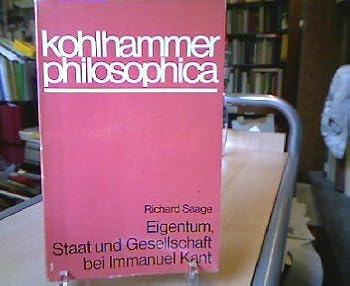 kohlhammer
philosophica
Richard Saage
Eigentum,
Staat und Gesellschaft
bei Immanuel Kant